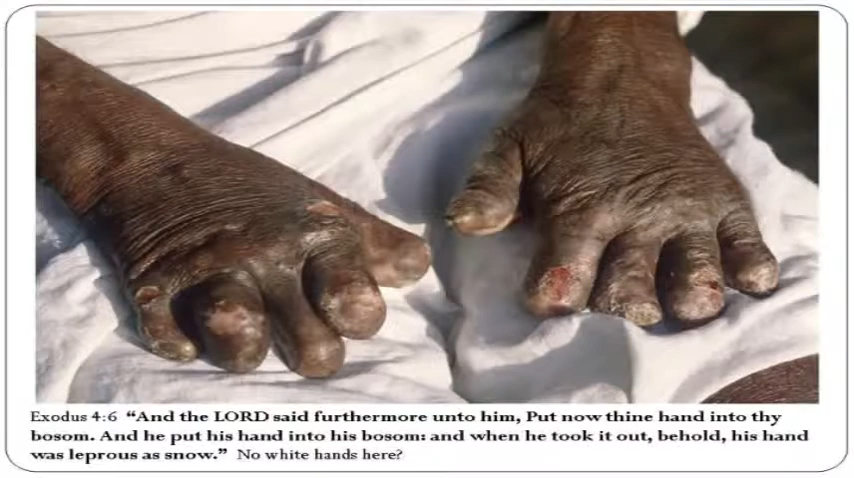 Exodus 4:6 “And the LORD said furthermore unto him, Put now thine hand into thy
bosom. And he put his hand into his bosom: and when he took it out, behold, his hand
was leprous as snow.” No white hands here?